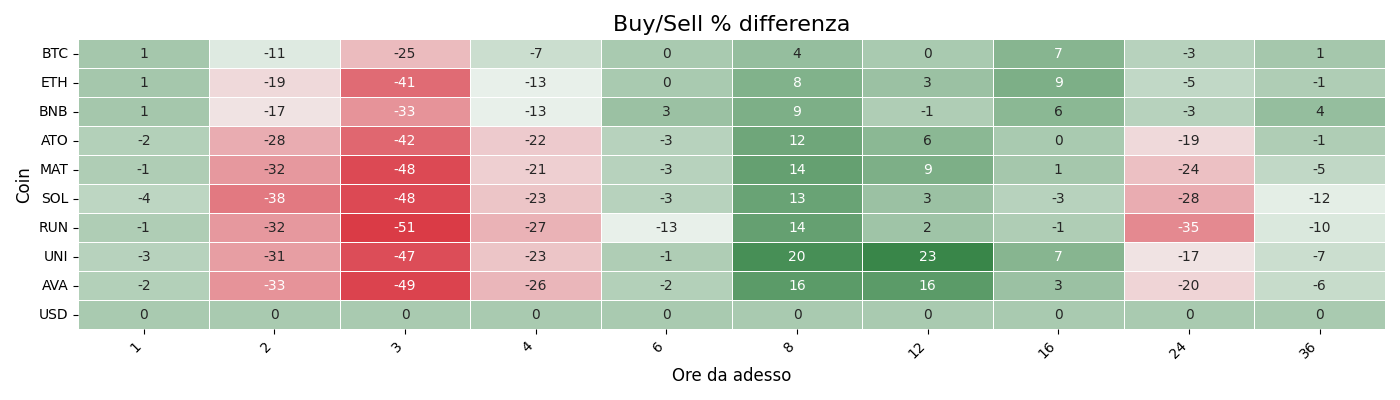 Buy/Sell % differenza
Coin
BTC 1 -11 -25 -7 0 4 0 7 -3 1
ETH 1 -19 -41 -13 0 8 3 9 -5 -1
BNB 1 -17 -33 -13 3 9 -1 6 -3 4
ATO -2 -28 -42 -22 -3 12 6 0 -19 -1
MAT -1 -32 -48 -21 -3 14 9 1 -24 -5
SOL -4 -38 -48 -23 -3 13 3 -3 -28 -12
RUN -1 -32 -51 -27 -13 14 2 -1 -35 -10
UNI -3 -31 -47 -23 -1 20 23 7 -17 -7
AVA -2 -33 -49 -26 -2 16 16 3 -20 -6
USD 0 0 0 0 0 0 0 0 0 0
1 2 3 4 6 8 12 16 24 36
Ore da adesso